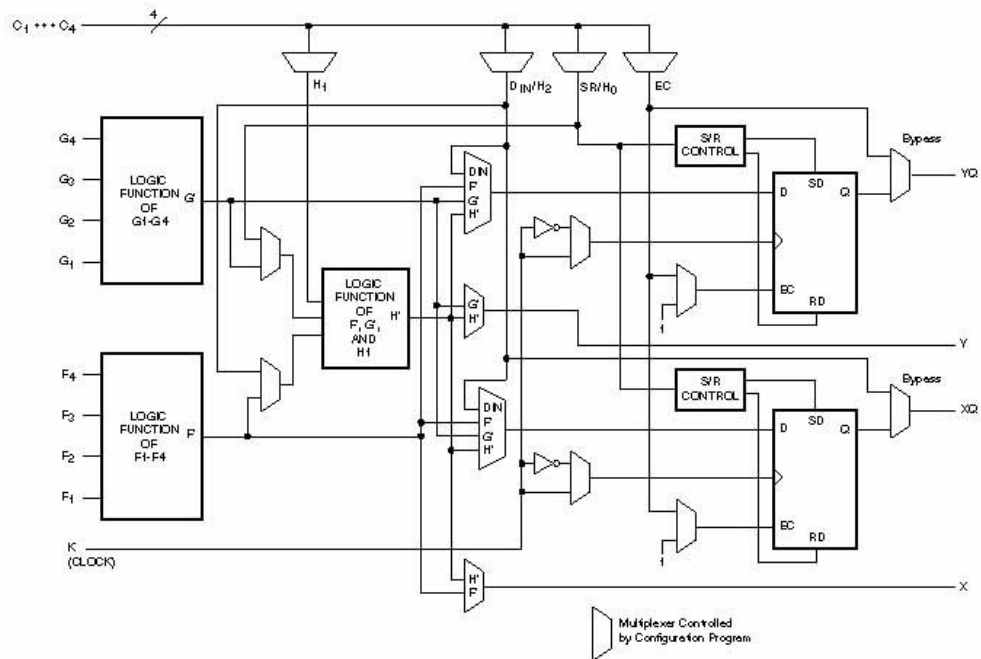 C1 ••• C4
4
H1
DIN/H2
SR/H0
EC
G4
G3
G2
G1
LOGIC
FUNCTION
OF
G1-G4
G'
DIN
F'
G'
H'
S/R
CONTROL
Bypass
SD
D
Q
YQ
EC
RD
1
LOGIC
FUNCTION
OF
F', G',
AND
H1
H'
G'
H'
Y
F4
F3
F2
F1
LOGIC
FUNCTION
OF
F1-F4
F'
DIN
F'
G'
H'
S/R
CONTROL
Bypass
SD
D
Q
XQ
EC
RD
1
K
(CLOCK)
H'
F'
X
Multiplexer Controlled
by Configuration Program